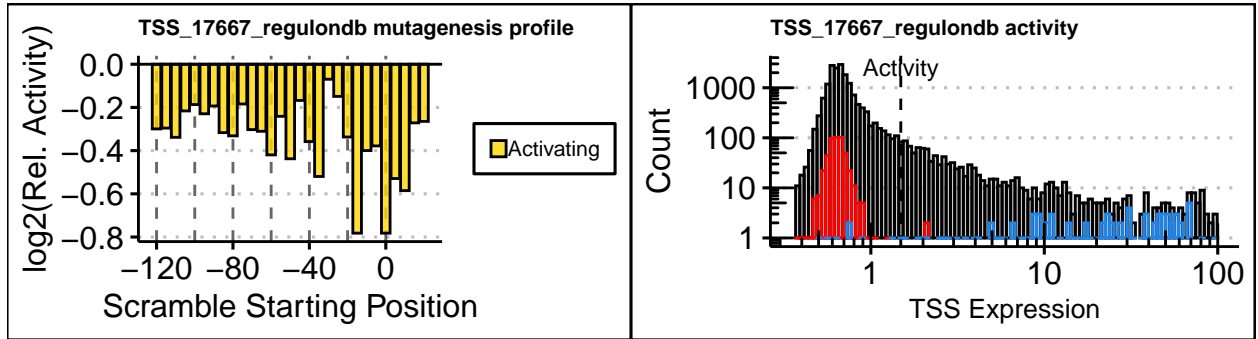 TSS_17667_regulondb mutagenesis profile
log2(Rel. Activity)
0.0
−0.2
−0.4
−0.6
−0.8
−120
−80
−40
0
Scramble Starting Position
Activating
TSS_17667_regulondb activity
Activity
Count
1000
100
10
1
1
10
100
TSS Expression